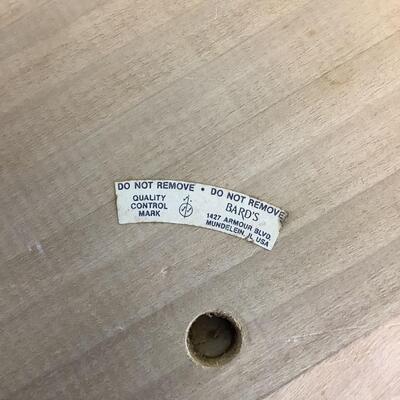 DO NOT REMOVE • DO NOT REMOVE
QUALITY
CONTROL
MARK
BARD'S
1427 ARMOUR BLVD.
MUNDELEIN, IL USA